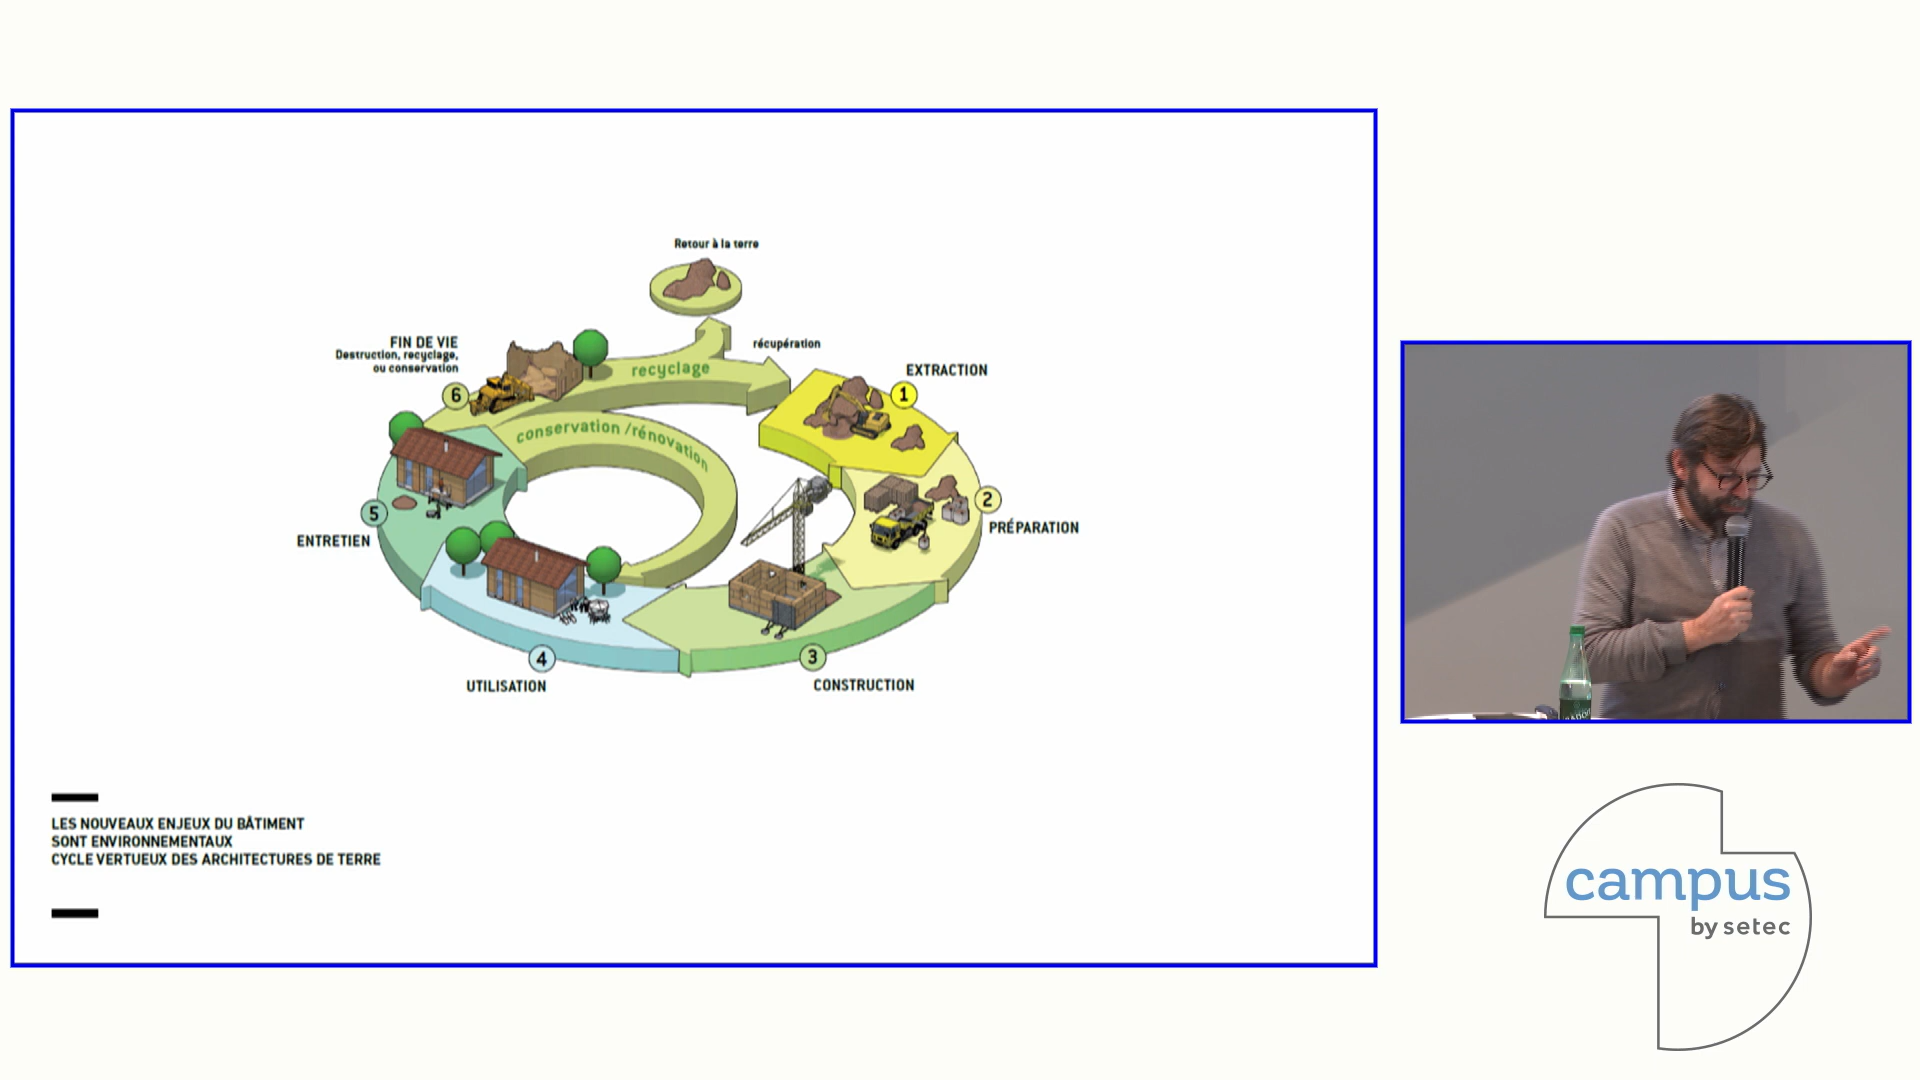 Retour à la terre
FIN DE VIE
Destruction, recyclage,
ou conservation
récupération
recyclage
EXTRACTION
1
6
conservation / rénovation
2
PRÉPARATION
5
ENTRETIEN
4
3
UTILISATION
CONSTRUCTION
LES NOUVEAUX ENJEUX DU BÂTIMENT
SONT ENVIRONNEMENTAUX
CYCLE VERTUEUX DES ARCHITECTURES DE TERRE
campus
by setec